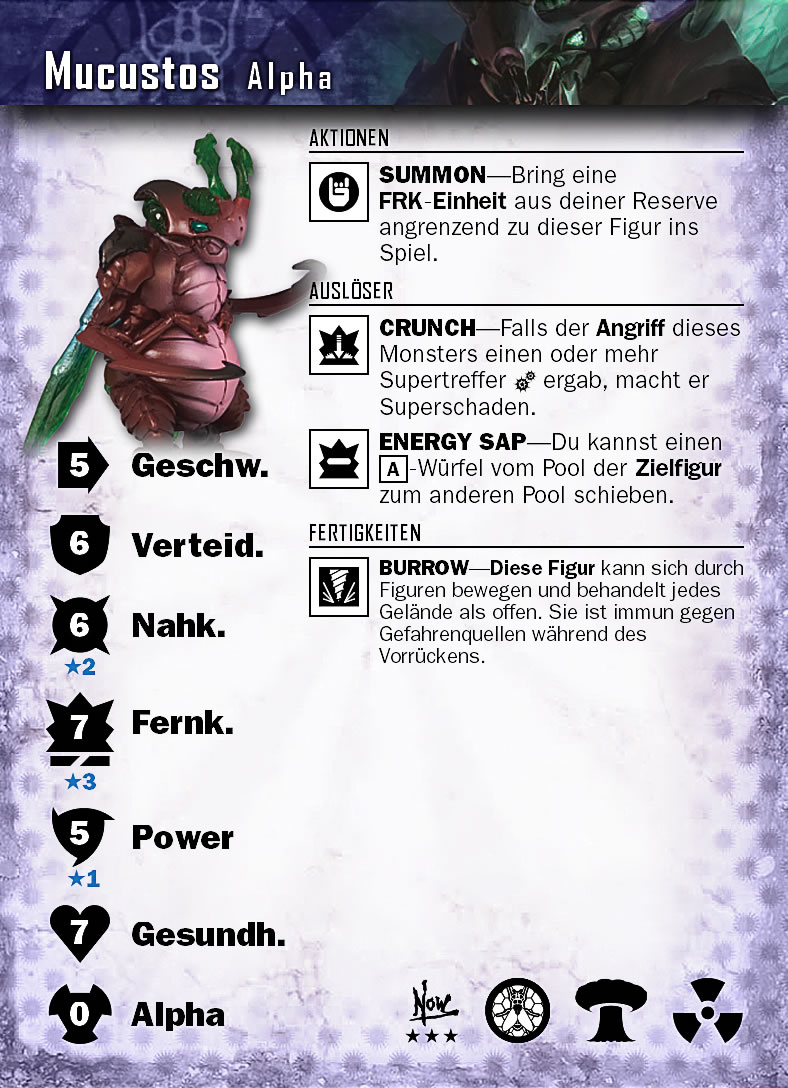 Mucustos Alpha
AKTIONEN
SUMMON—Bring eine
FRK-Einheit aus deiner Reserve
angrenzend zu dieser Figur ins
Spiel.
AUSLÖSER
CRUNCH—Falls der Angriff dieses
Monsters einen oder mehr
Supertreffer ergab, macht er
Superschaden.
ENERGY SAP—Du kannst einen
A-Würfel vom Pool der Zielfigur
zum anderen Pool schieben.
FERTIGKEITEN
BURROW—Diese Figur kann sich durch
Figuren bewegen und behandelt jedes
Gelände als offen. Sie ist immun gegen
Gefahrenquellen während des
Vorrückens.
5 Geschw.
6 Verteid.
6 Nahk.
★2
7 Fernk.
★3
5 Power
★1
7 Gesundh.
0 Alpha
Now
★★★